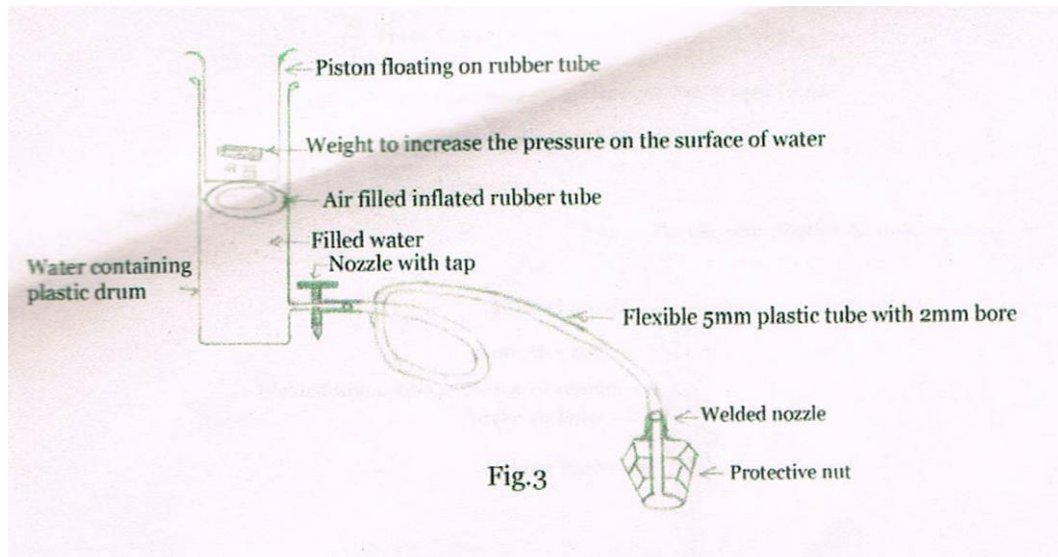 Piston floating on rubber tube
Weight to increase the pressure on the surface of water
Air filled inflated rubber tube
Filled water
Nozzle with tap
Water containing
plastic drum
Flexible 5mm plastic tube with 2mm bore
Welded nozzle
Protective nut
Fig.3